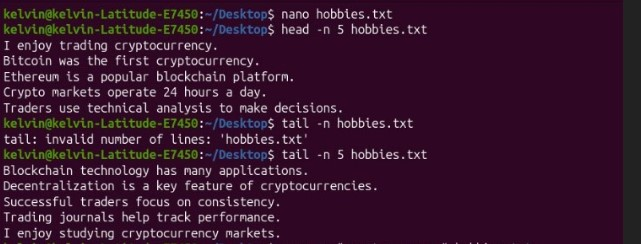 kelvin@kelvin-Latitude-E7450:~/Desktop$ nano hobbies.txt
kelvin@kelvin-Latitude-E7450:~/Desktop$ head -n 5 hobbies.txt
I enjoy trading cryptocurrency.
Bitcoin was the first cryptocurrency.
Ethereum is a popular blockchain platform.
Crypto markets operate 24 hours a day.
Traders use technical analysis to make decisions.
kelvin@kelvin-Latitude-E7450:~/Desktop$ tail -n hobbies.txt
tail: invalid number of lines: 'hobbies.txt'
kelvin@kelvin-Latitude-E7450:~/Desktop$ tail -n 5 hobbies.txt
Blockchain technology has many applications.
Decentralization is a key feature of cryptocurrencies.
Successful traders focus on consistency.
Trading journals help track performance.
I enjoy studying cryptocurrency markets.